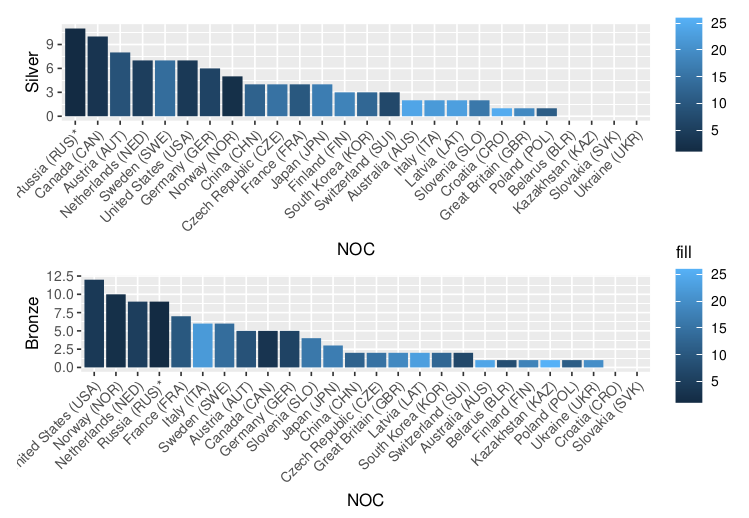 Silver
9
6
3
0
Russia (RUS)*
Canada (CAN)
Austria (AUT)
Netherlands (NED)
Sweden (SWE)
United States (USA)
Germany (GER)
Norway (NOR)
China (CHN)
Czech Republic (CZE)
France (FRA)
Japan (JPN)
Finland (FIN)
South Korea (KOR)
Switzerland (SUI)
Australia (AUS)
Italy (ITA)
Latvia (LAT)
Slovenia (SLO)
Croatia (CRO)
Great Britain (GBR)
Poland (POL)
Belarus (BLR)
Kazakhstan (KAZ)
Slovakia (SVK)
Ukraine (UKR)
NOC
25
20
15
10
5
Bronze
12.5
10.0
7.5
5.0
2.5
0.0
nited States (USA)
Norway (NOR)
Netherlands (NED)
Russia (RUS)*
France (FRA)
Italy (ITA)
Sweden (SWE)
Austria (AUT)
Canada (CAN)
Germany (GER)
Slovenia (SLO)
Japan (JPN)
China (CHN)
Czech Republic (CZE)
Great Britain (GBR)
Latvia (LAT)
South Korea (KOR)
Switzerland (SUI)
Australia (AUS)
Belarus (BLR)
Finland (FIN)
Kazakhstan (KAZ)
Poland (POL)
Ukraine (UKR)
Croatia (CRO)
Slovakia (SVK)
NOC
fill
25
20
15
10
5